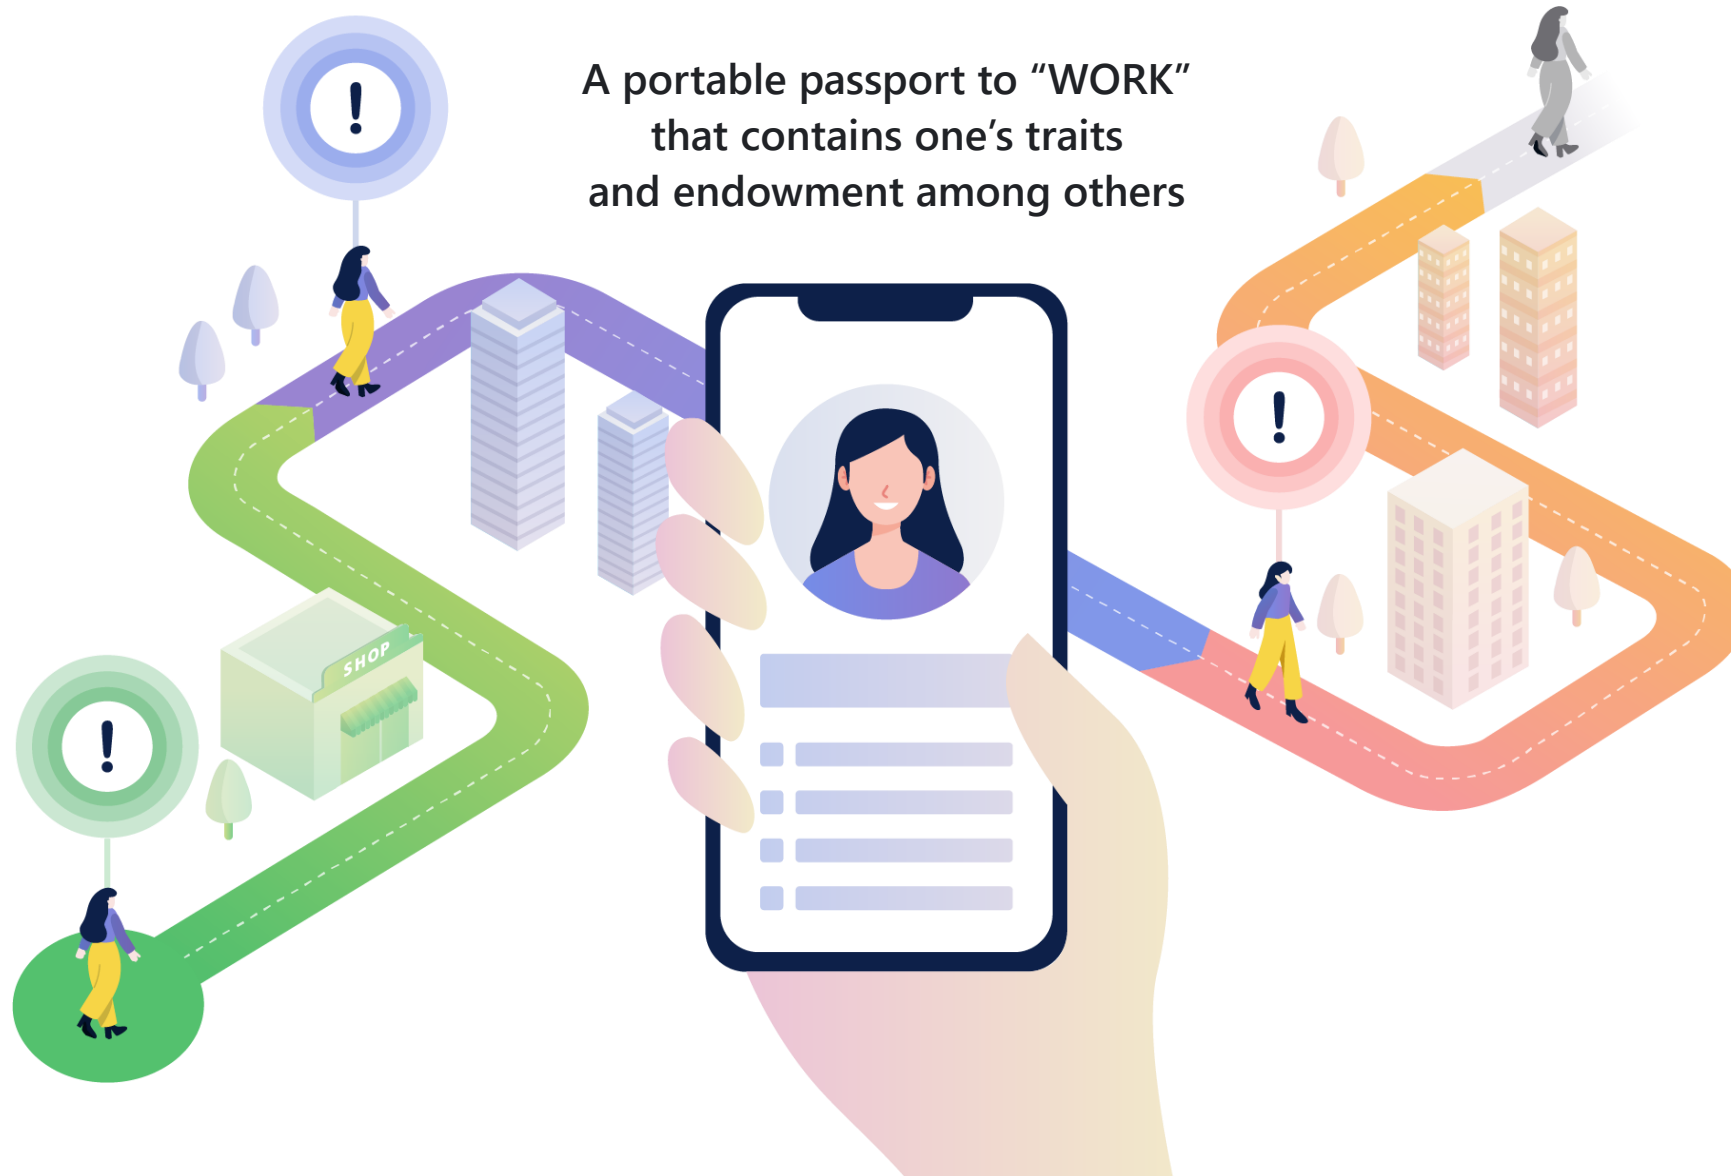 A portable passport to “WORK”
that contains one’s traits
and endowment among others
!
!
SHOP
!